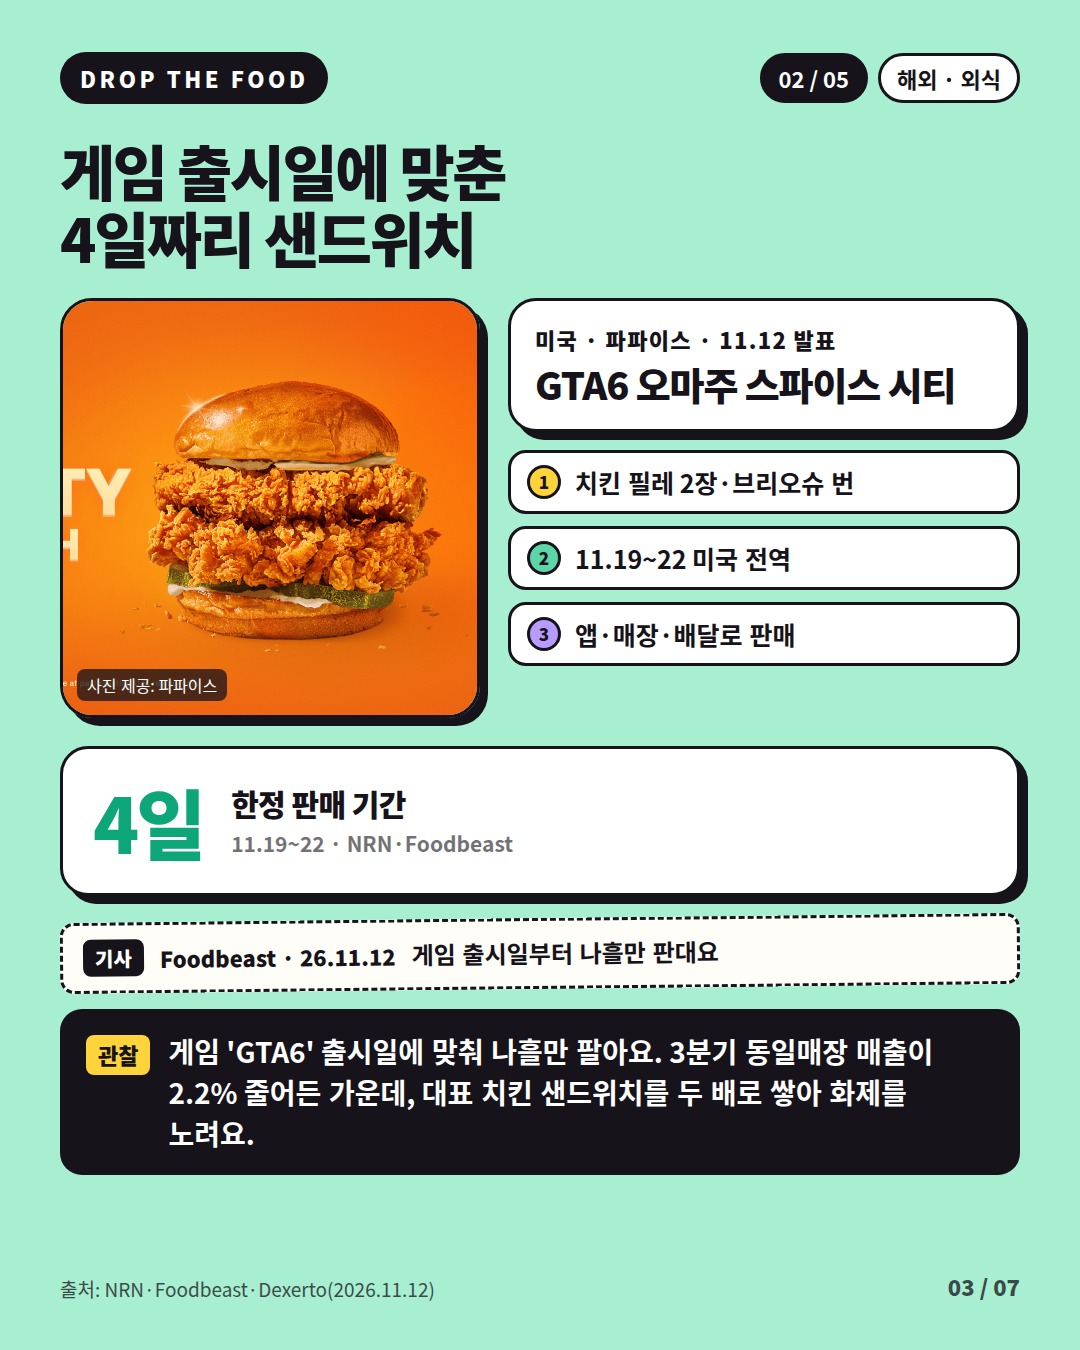 DROP THE FOOD
02 / 05
해외 · 외식
게임 출시일에 맞춘
4일짜리 샌드위치
TY
H
e at
사진 제공: 파파이스
미국 · 파파이스 · 11.12 발표
GTA6 오마주 스파이스 시티
1 치킨 필레 2장·브리오슈 번
2 11.19~22 미국 전역
3 앱·매장·배달로 판매
4일
한정 판매 기간
11.19~22 · NRN·Foodbeast
기사 Foodbeast · 26.11.12 게임 출시일부터 나흘만 판대요
관찰 게임 'GTA6' 출시일에 맞춰 나흘만 팔아요. 3분기 동일매장 매출이
2.2% 줄어든 가운데, 대표 치킨 샌드위치를 두 배로 쌓아 화제를
노려요.
출처: NRN·Foodbeast·Dexerto(2026.11.12)
03 / 07